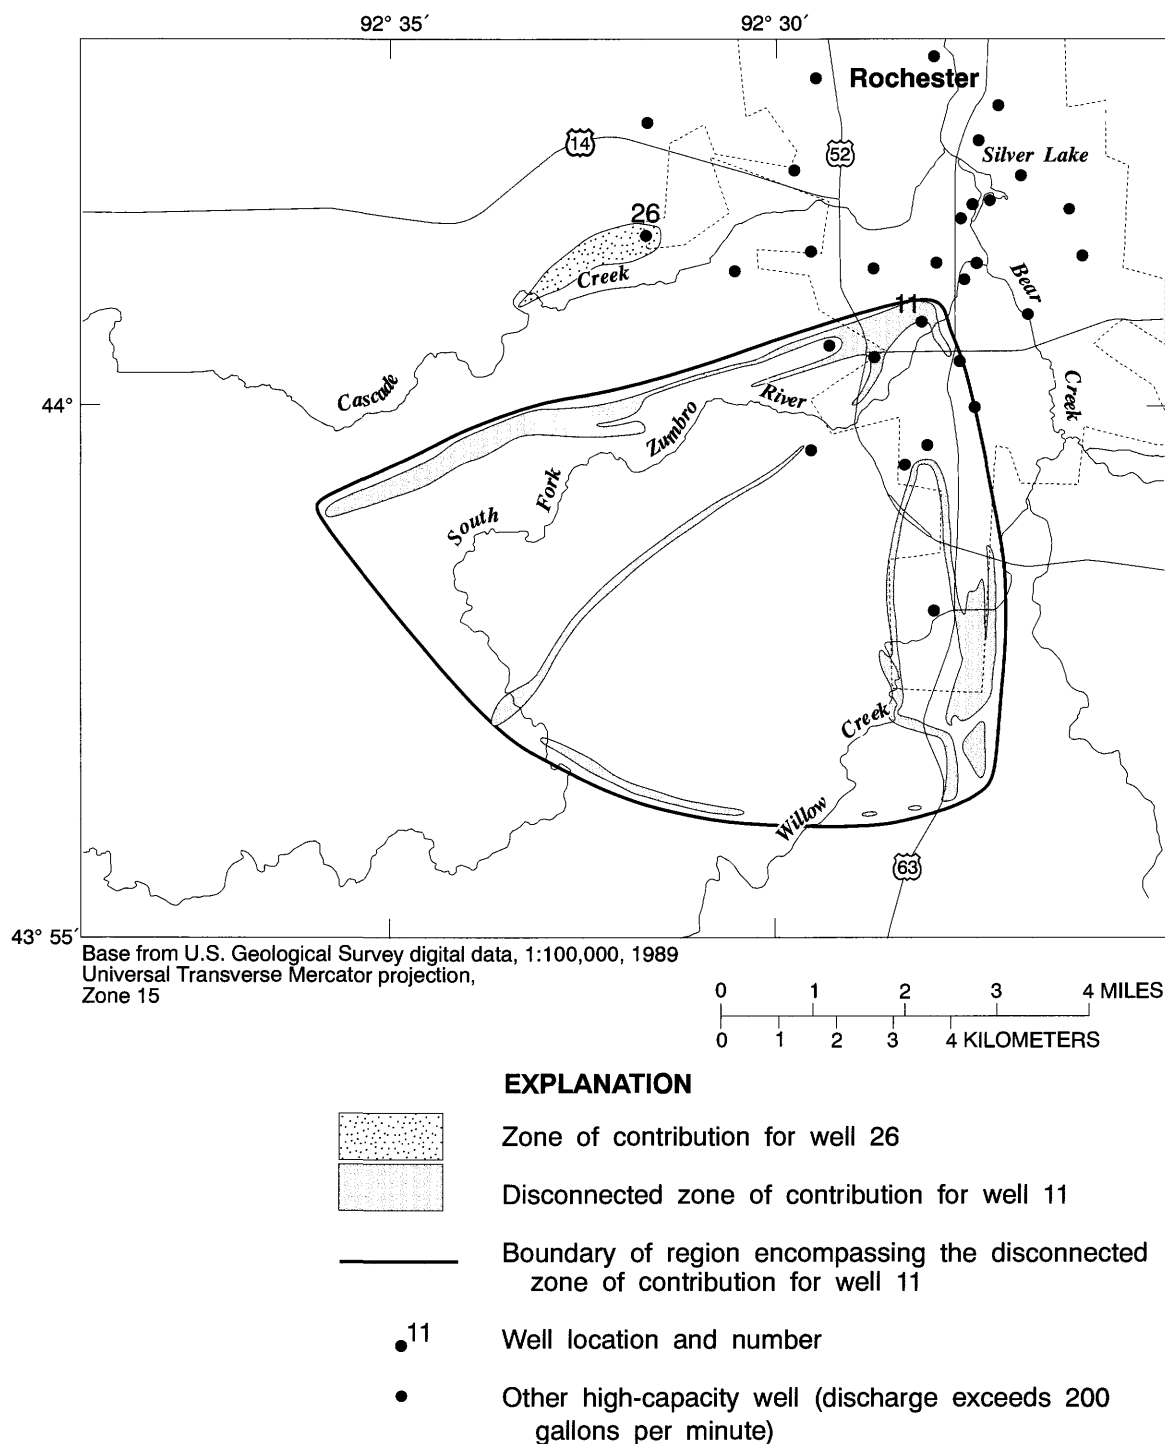 92° 35′
92° 30′
Rochester
14
52
Silver Lake
26
Creek
Bear
11
Cascade
River
Creek
44°
Zumbro
Fork
South
Creek
Willow
63
43° 55′
Base from U.S. Geological Survey digital data, 1:100,000, 1989
Universal Transverse Mercator projection,
Zone 15
0 1 2 3 4 MILES
0 1 2 3 4 KILOMETERS
EXPLANATION
Zone of contribution for well 26
Disconnected zone of contribution for well 11
Boundary of region encompassing the disconnected
zone of contribution for well 11
11
Well location and number
Other high-capacity well (discharge exceeds 200
gallons per minute)